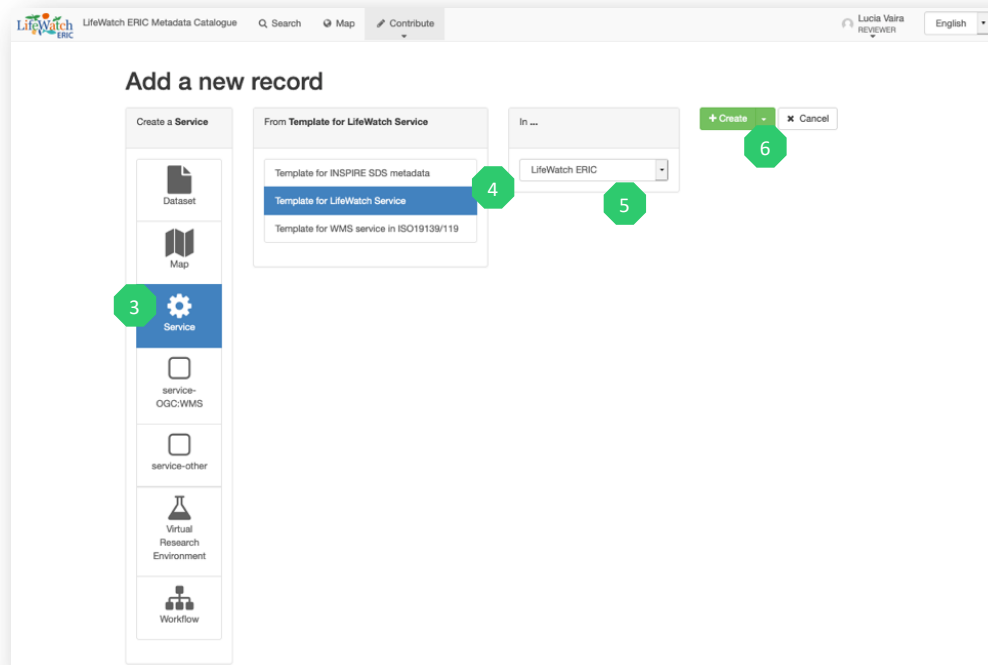 LifeWatch
ERIC
LifeWatch ERIC Metadata Catalogue
Search
Map
Contribute
Lucia Vaira
REVIEWER
English
Add a new record
Create a Service
From Template for LifeWatch Service
In ...
+ Create
× Cancel
6
Dataset
Map
3
Service
service-
OGC:WMS
service-other
Virtual
Research
Environment
Workflow
Template for INSPIRE SDS metadata
Template for LifeWatch Service
Template for WMS service in ISO19139/119
4
LifeWatch ERIC
5